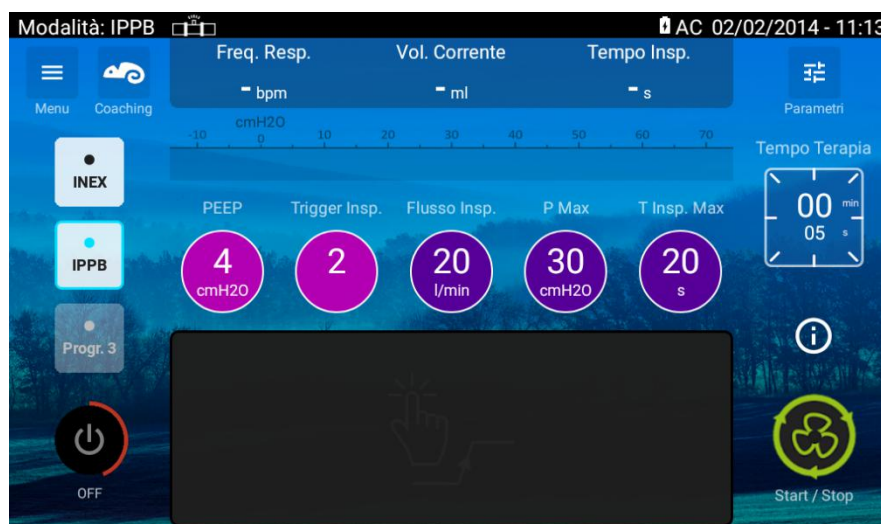 Modalità: IPPB
AC 02/02/2014 - 11:13
Menu
Coaching
Freq. Resp.
Vol. Corrente
Tempo Insp.
- bpm
- ml
- s
Parametri
cmH2O
-10 0 10 20 30 40 50 60 70
Tempo Terapia
00 min
05 s
INEX
IPPB
Progr. 3
PEEP
Trigger Insp.
Flusso Insp.
P Max
T Insp. Max
4
cmH2O
2
20
l/min
30
cmH2O
20
s
OFF
Start / Stop